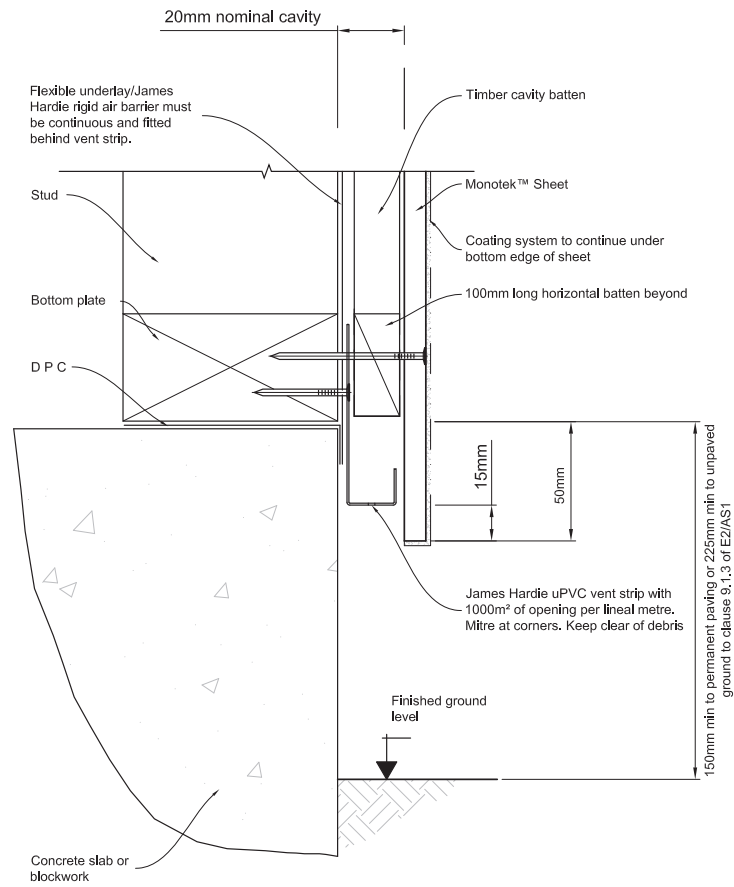 20mm nominal cavity
Flexible underlay/James
Hardie rigid air barrier must
be continuous and fitted
behind vent strip.
Timber cavity batten
Stud
Monotek™ Sheet
Coating system to continue under
bottom edge of sheet
Bottom plate
100mm long horizontal batten beyond
D P C
15mm
50mm
150mm min to permanent paving or 225mm min to unpaved
ground to clause 9.1.3 of E2/AS1
James Hardie uPVC vent strip with
1000m² of opening per lineal metre.
Mitre at corners. Keep clear of debris
Finished ground
level
Concrete slab or
blockwork